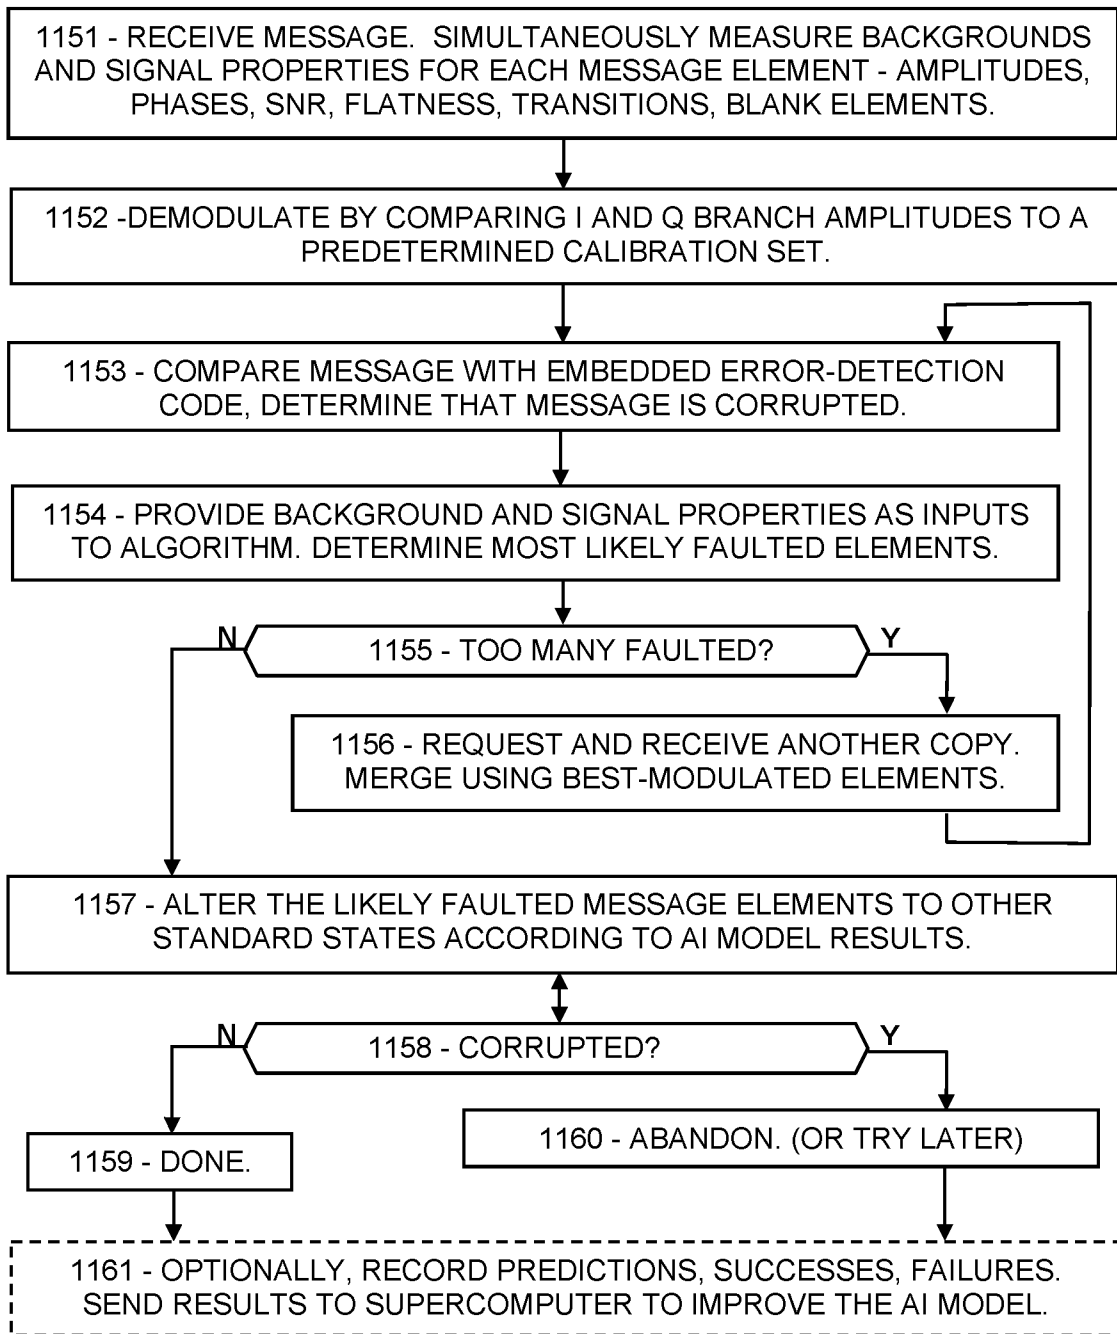 1151 - RECEIVE MESSAGE.  SIMULTANEOUSLY MEASURE BACKGROUNDS
AND SIGNAL PROPERTIES FOR EACH MESSAGE ELEMENT - AMPLITUDES,
PHASES, SNR, FLATNESS, TRANSITIONS, BLANK ELEMENTS.
1152 -DEMODULATE BY COMPARING I AND Q BRANCH AMPLITUDES TO A
PREDETERMINED CALIBRATION SET.
1153 - COMPARE MESSAGE WITH EMBEDDED ERROR-DETECTION
CODE, DETERMINE THAT MESSAGE IS CORRUPTED.
1154 - PROVIDE BACKGROUND AND SIGNAL PROPERTIES AS INPUTS
TO ALGORITHM. DETERMINE MOST LIKELY FAULTED ELEMENTS.
N
1155 - TOO MANY FAULTED?
Y
1156 - REQUEST AND RECEIVE ANOTHER COPY.
MERGE USING BEST-MODULATED ELEMENTS.
1157 - ALTER THE LIKELY FAULTED MESSAGE ELEMENTS TO OTHER
STANDARD STATES ACCORDING TO AI MODEL RESULTS.
N
1158 - CORRUPTED?
Y
1159 - DONE.
1160 - ABANDON. (OR TRY LATER)
1161 - OPTIONALLY, RECORD PREDICTIONS, SUCCESSES, FAILURES.
SEND RESULTS TO SUPERCOMPUTER TO IMPROVE THE AI MODEL.